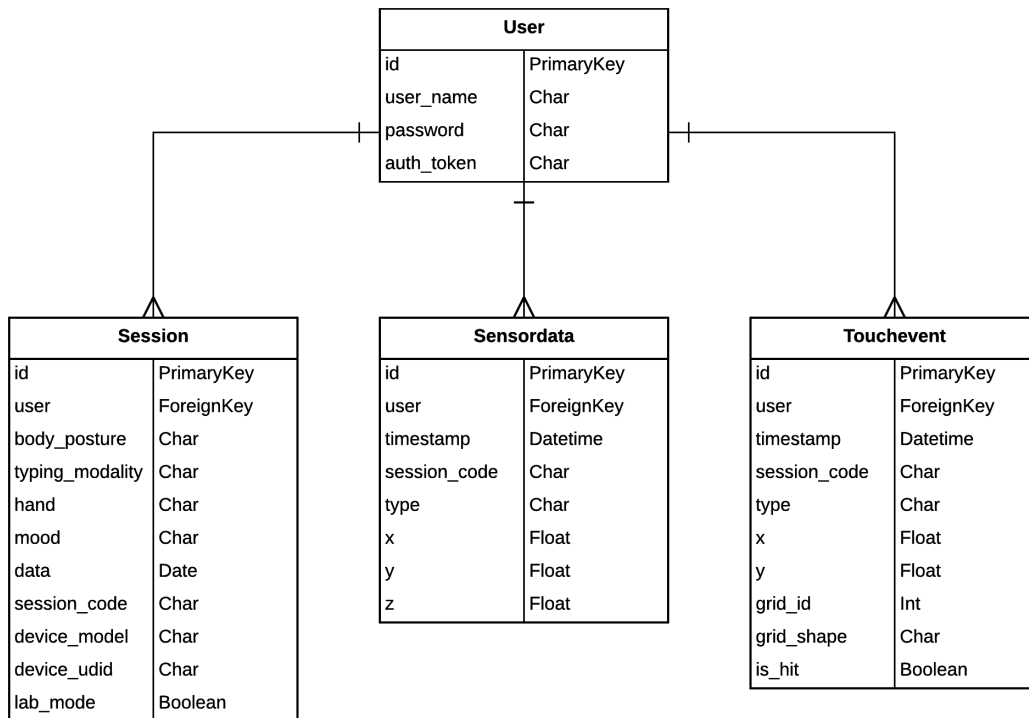 User
id PrimaryKey
user_name Char
password Char
auth_token Char
Session
id PrimaryKey
user ForeignKey
body_posture Char
typing_modality Char
hand Char
mood Char
data Date
session_code Char
device_model Char
device_udid Char
lab_mode Boolean
Sensordata
id PrimaryKey
user ForeignKey
timestamp Datetime
session_code Char
type Char
x Float
y Float
z Float
Touchevent
id PrimaryKey
user ForeignKey
timestamp Datetime
session_code Char
type Char
x Float
y Float
grid_id Int
grid_shape Char
is_hit Boolean